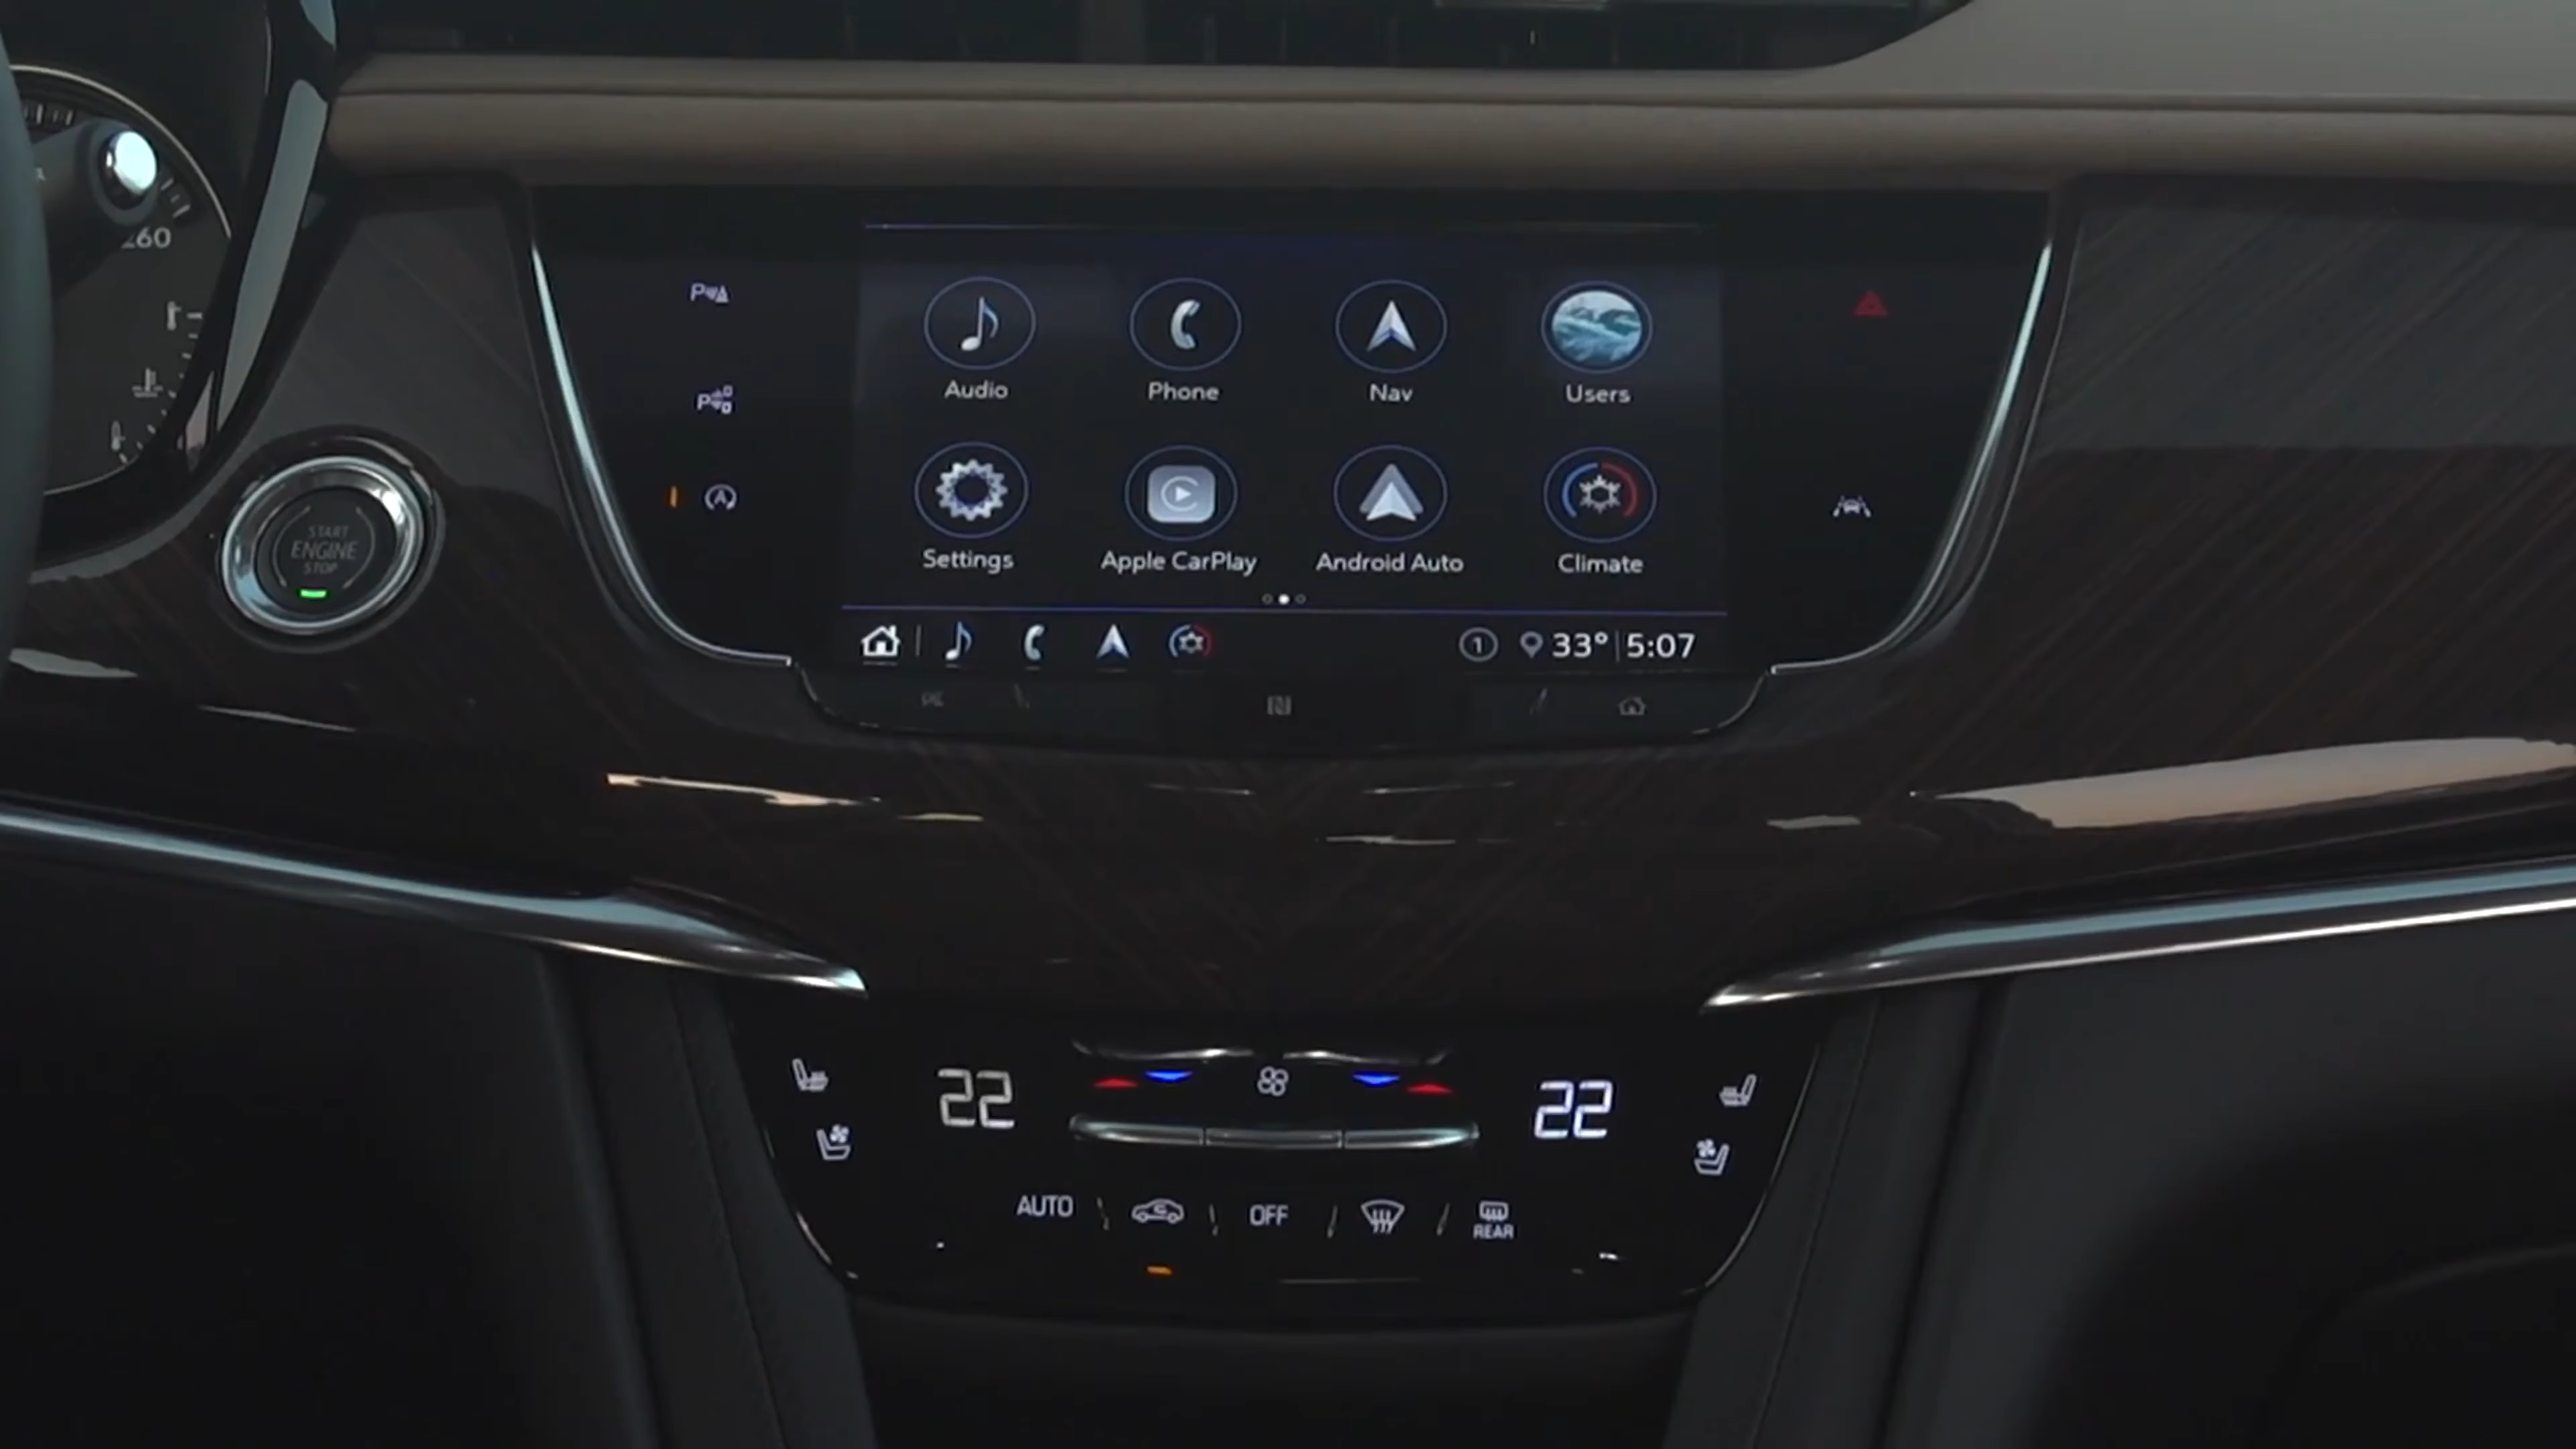 260
Audio
Phone
Nav
Users
START
ENGINE
STOP
Settings
Apple CarPlay
Android Auto
Climate
1
33° 5:07
22
22
AUTO
OFF
REAR